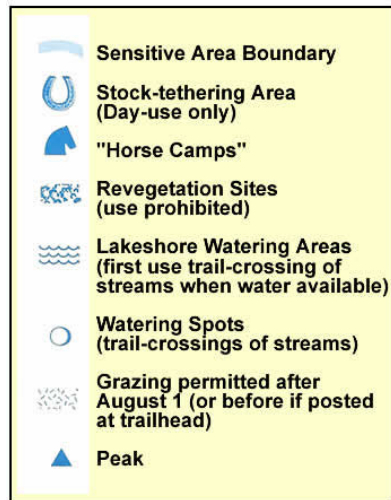 Sensitive Area Boundary
Stock-tethering Area
(Day-use only)
"Horse Camps"
Revegetation Sites
(use prohibited)
Lakeshore Watering Areas
(first use trail-crossing of
streams when water available)
Watering Spots
(trail-crossings of streams)
Grazing permitted after
August 1 (or before if posted
at trailhead)
Peak